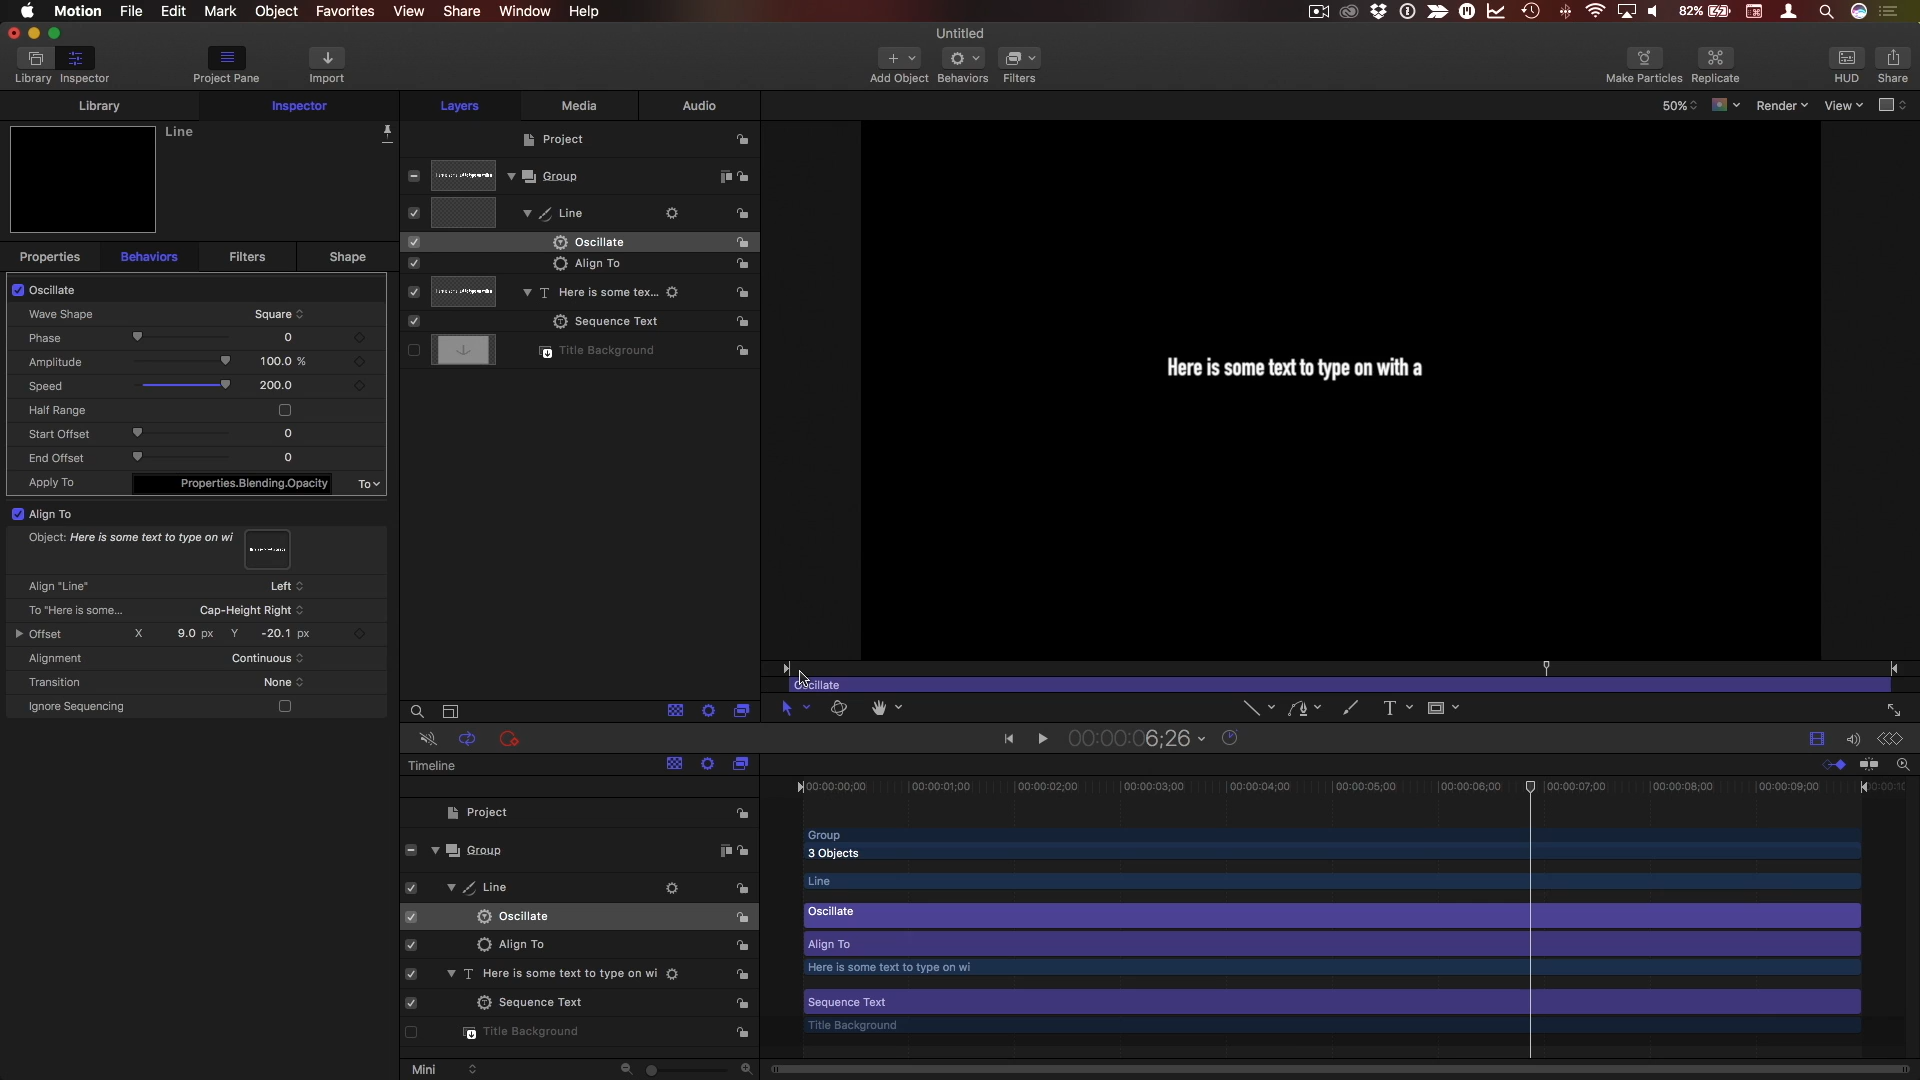 Motion File Edit Mark Object Favorites View Share Window Help
82%
Untitled
Library Inspector Project Pane Import Add Object Behaviors Filters Make Particles Replicate HUD Share
Library Inspector Layers Media Audio 50% Render View
Line
Project
Group
Line
Properties Behaviors Filters Shape
Oscillate
Align To
Here is some tex...
Sequence Text
Title Background
Oscillate
Wave Shape Square
Phase 0
Amplitude 100.0 %
Speed 200.0
Half Range
Start Offset 0
End Offset 0
Apply To Properties.Blending.Opacity To
Align To
Object: Here is some text to type on wi
Align "Line" Left
To "Here is some... Cap-Height Right
Offset X 9.0 px Y -20.1 px
Alignment Continuous
Transition None
Ignore Sequencing
Here is some text to type on with a
Oscillate
T
00:00:06;26
Timeline
00:00:00;00 00:00:01;00 00:00:02;00 00:00:03;00 00:00:04;00 00:00:05;00 00:00:06;00 00:00:07;00 00:00:08;00 00:00:09;00
Project
Group
Line
Oscillate
Align To
Here is some text to type on wi
Sequence Text
Title Background
Group
3 Objects
Line
Oscillate
Align To
Here is some text to type on wi
Sequence Text
Title Background
Mini